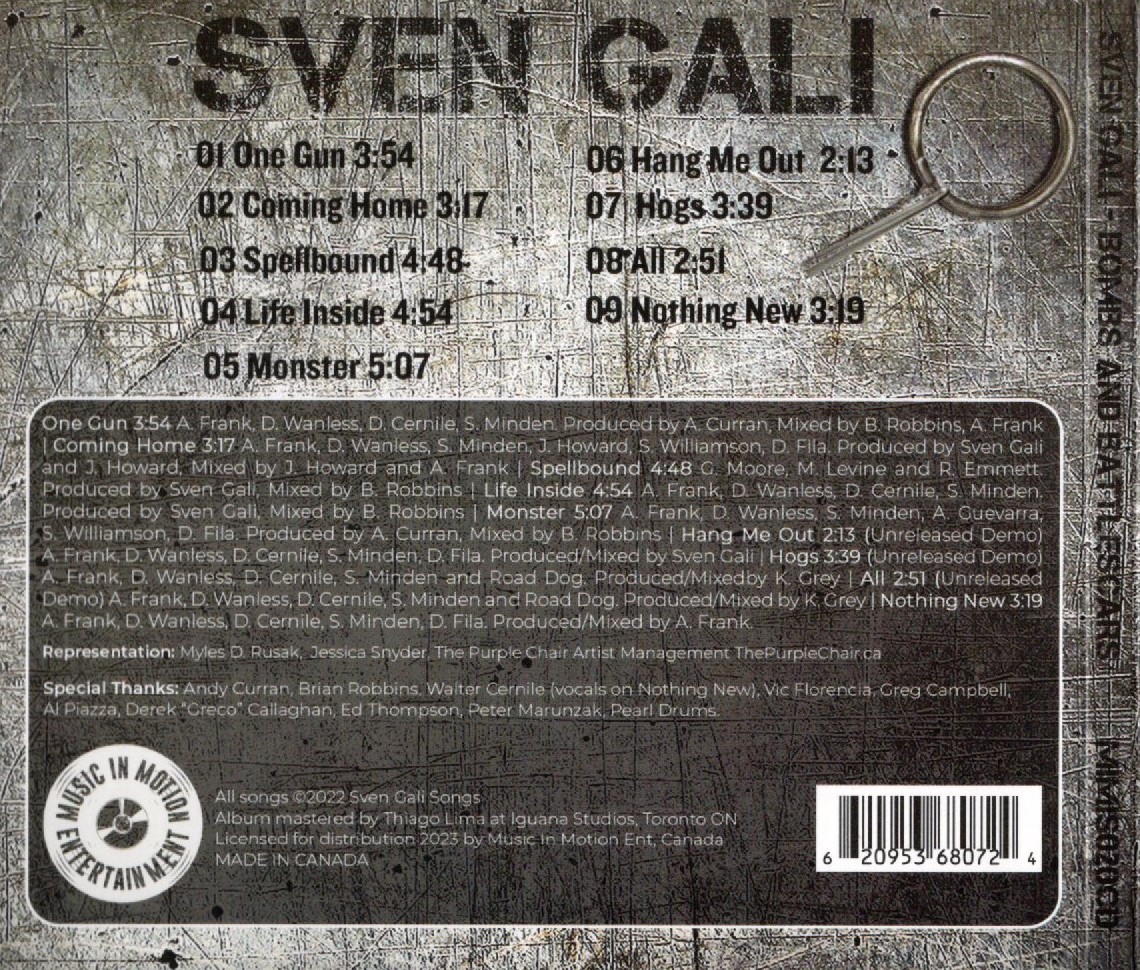 SVEN GALI
01 One Gun 3:54
02 Coming Home 3:17
03 Spellbound 4:48
04 Life Inside 4:54
05 Monster 5:07
06 Hang Me Out 2:13
07 Hogs 3:39
08 All 2:51
09 Nothing New 3:19
One Gun 3:54 A. Frank, D. Wanless, D. Cernile, S. Minden. Produced by A. Curran, Mixed by B. Robbins, A. Frank
| Coming Home 3:17 A. Frank, D. Wanless, S. Minden, J. Howard, S. Williamson, D. Fila. Produced by Sven Gali
and J. Howard, Mixed by J. Howard and A. Frank | Spellbound 4:48 G. Moore, M. Levine and R. Emmett.
Produced by Sven Gali, Mixed by B. Robbins | Life Inside 4:54 A. Frank, D. Wanless, D. Cernile, S. Minden.
Produced by Sven Gali, Mixed by B. Robbins | Monster 5:07 A. Frank, D. Wanless, S. Minden, A. Guevarra,
S. Williamson, D. Fila. Produced by A. Curran, Mixed by B. Robbins | Hang Me Out 2:13 (Unreleased Demo)
A. Frank, D. Wanless, D. Cernile, S. Minden, D. Fila. Produced/Mixed by Sven Gali | Hogs 3:39 (Unreleased Demo)
A. Frank, D. Wanless, D. Cernile, S. Minden and Road Dog. Produced/Mixedby K. Grey | All 2:51 (Unreleased
Demo) A. Frank, D. Wanless, D. Cernile, S. Minden and Road Dog. Produced/Mixed by K. Grey | Nothing New 3:19
A. Frank, D. Wanless, D. Cernile, S. Minden, D. Fila. Produced/Mixed by A. Frank.
Representation: Myles D. Rusak, Jessica Snyder, The Purple Chair Artist Management ThePurpleChair.ca
Special Thanks: Andy Curran, Brian Robbins. Walter Cernile (vocals on Nothing New), Vic Florencia, Greg Campbell,
Al Piazza, Derek "Greco" Callaghan, Ed Thompson, Peter Marunzak, Pearl Drums.
MUSIC IN MOTION
ENTERTAINMENT
All songs ©2022 Sven Gali Songs
Album mastered by Thiago Lima at Iguana Studios, Toronto ON
Licensed for distribution 2023 by Music in Motion Ent, Canada
MADE IN CANADA
6 20953 68072 4
SVEN GALI - BOMBS AND BATTLESCARS MIMS020CD